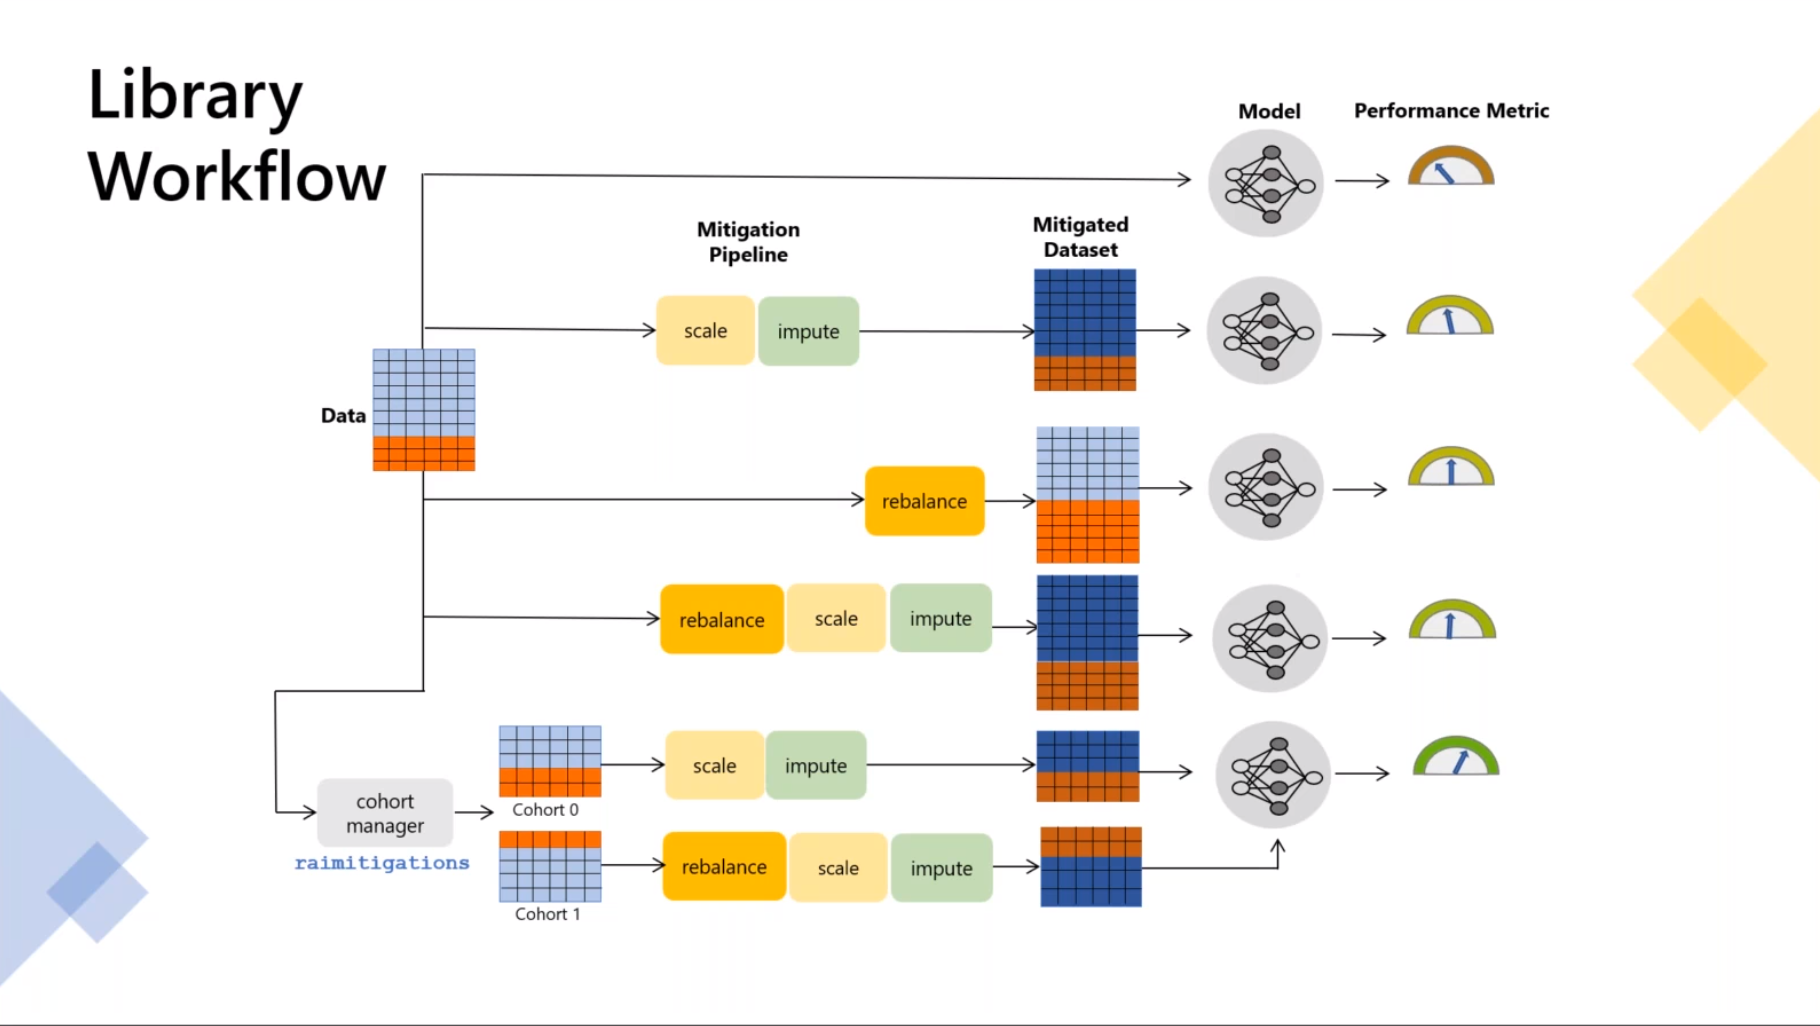 Library
Workflow
Model
Performance Metric
Mitigation
Pipeline
Mitigated
Dataset
scale
impute
Data
rebalance
rebalance
scale
impute
scale
impute
cohort
manager
Cohort 0
raimitigations
rebalance
scale
impute
Cohort 1